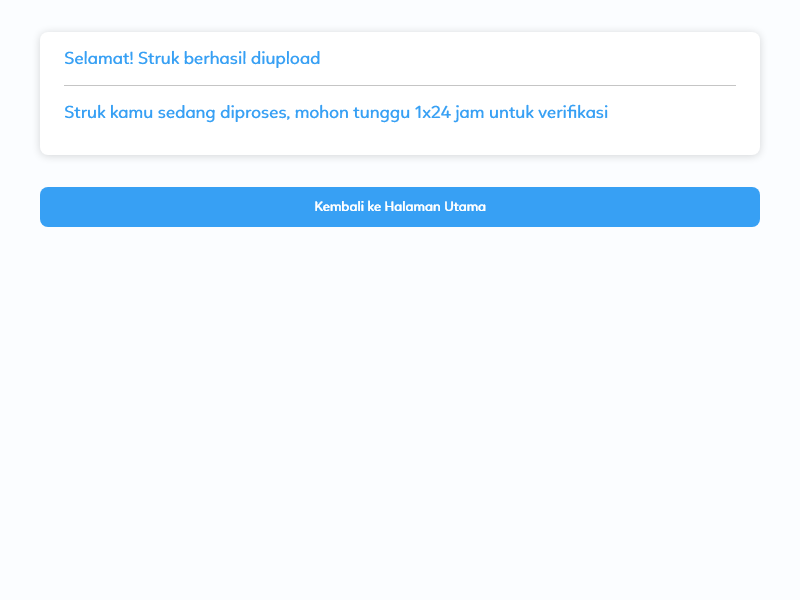 Selamat! Struk berhasil diupload
Struk kamu sedang diproses, mohon tunggu 1x24 jam untuk verifikasi
Kembali ke Halaman Utama